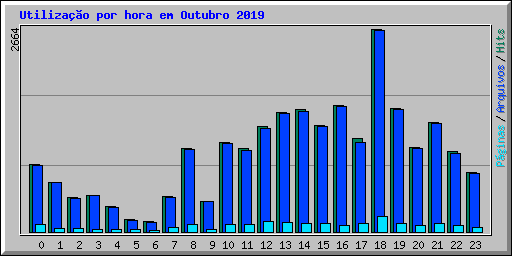 Utilização por hora em Outubro 2019
2664
Páginas / Arquivos / Hits
0 1 2 3 4 5 6 7 8 9 10 11 12 13 14 15 16 17 18 19 20 21 22 23